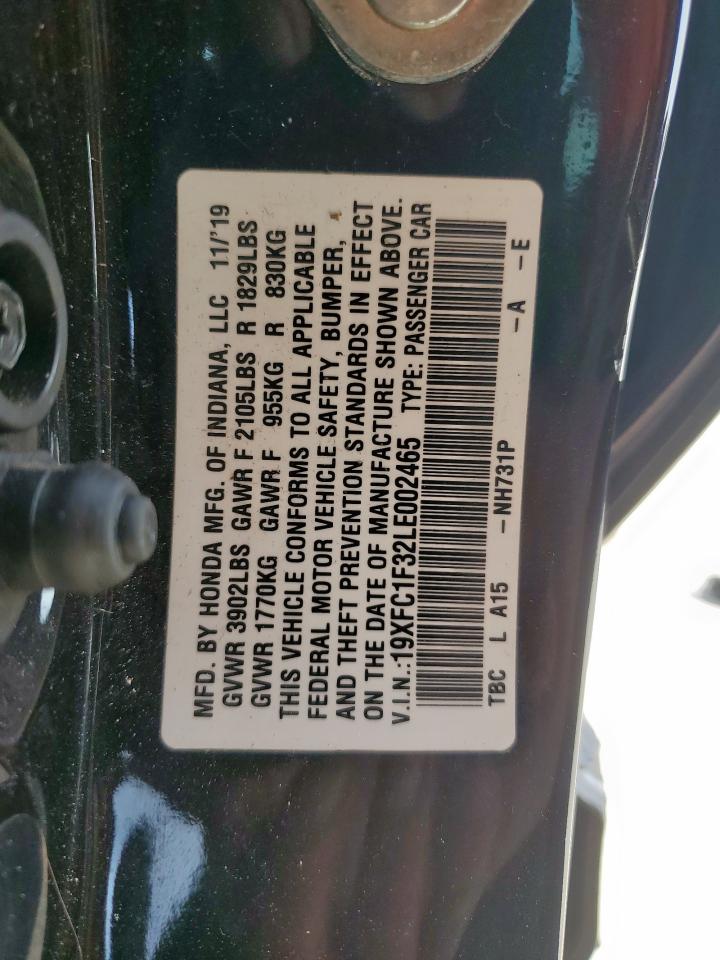 MFD. BY HONDA MFG. OF INDIANA, LLC 11/'19
GVWR 3902LBS GAWR F 2105LBS R 1829LBS
GVWR 1770KG GAWR F 955KG R 830KG
THIS VEHICLE CONFORMS TO ALL APPLICABLE
FEDERAL MOTOR VEHICLE SAFETY, BUMPER,
AND THEFT PREVENTION STANDARDS IN EFFECT
ON THE DATE OF MANUFACTURE SHOWN ABOVE.
V.I.N.:19XFC1F32LE002465 TYPE: PASSENGER CAR
TBC L A15 -NH731P -A -E